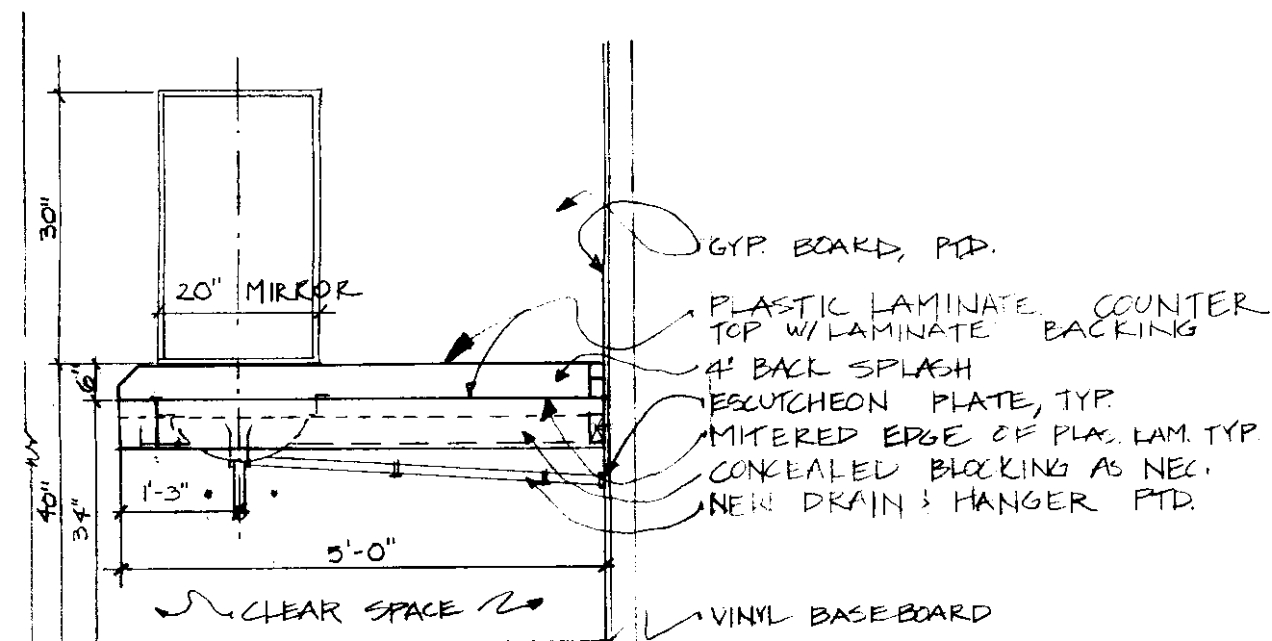 30"
20" MIRROR
6"
40"
34"
1'-3"
5'-0"
CLEAR SPACE
GYP. BOARD, PTD.
PLASTIC LAMINATE COUNTER
TOP W/ LAMINATE BACKING
4" BACK SPLASH
ESCUTCHEON PLATE, TYP.
MITERED EDGE OF PLAS. LAM. TYP
CONCEALED BLOCKING AS NEC.
NEW DRAIN & HANGER PTD.
VINYL BASEBOARD